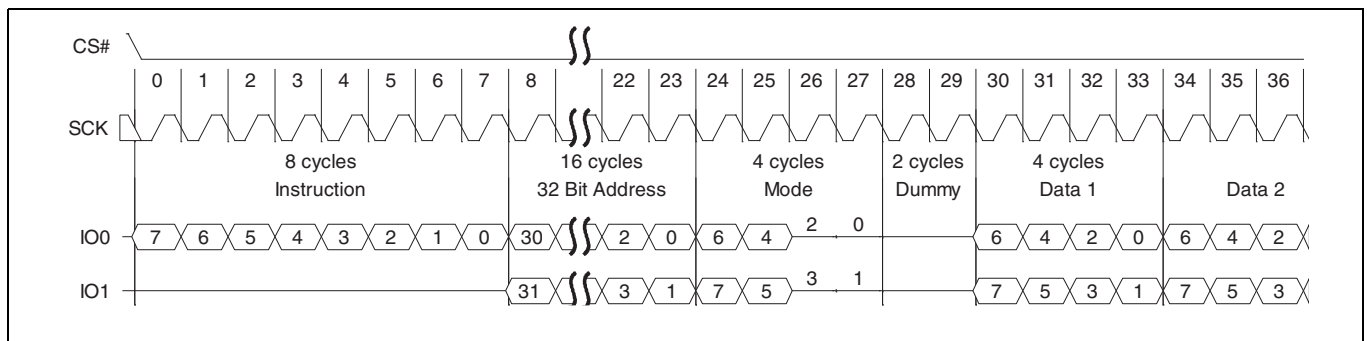 CS#
0 1 2 3 4 5 6 7 8 22 23 24 25 26 27 28 29 30 31 32 33 34 35 36
SCK
8 cycles 16 cycles 4 cycles 2 cycles 4 cycles
Instruction 32 Bit Address Mode Dummy Data 1 Data 2
IO0 7 6 5 4 3 2 1 0 30 2 0 6 4 2 0 6 4 2 0 6 4 2
IO1 31 3 1 7 5 3 1 7 5 3 1 7 5 3